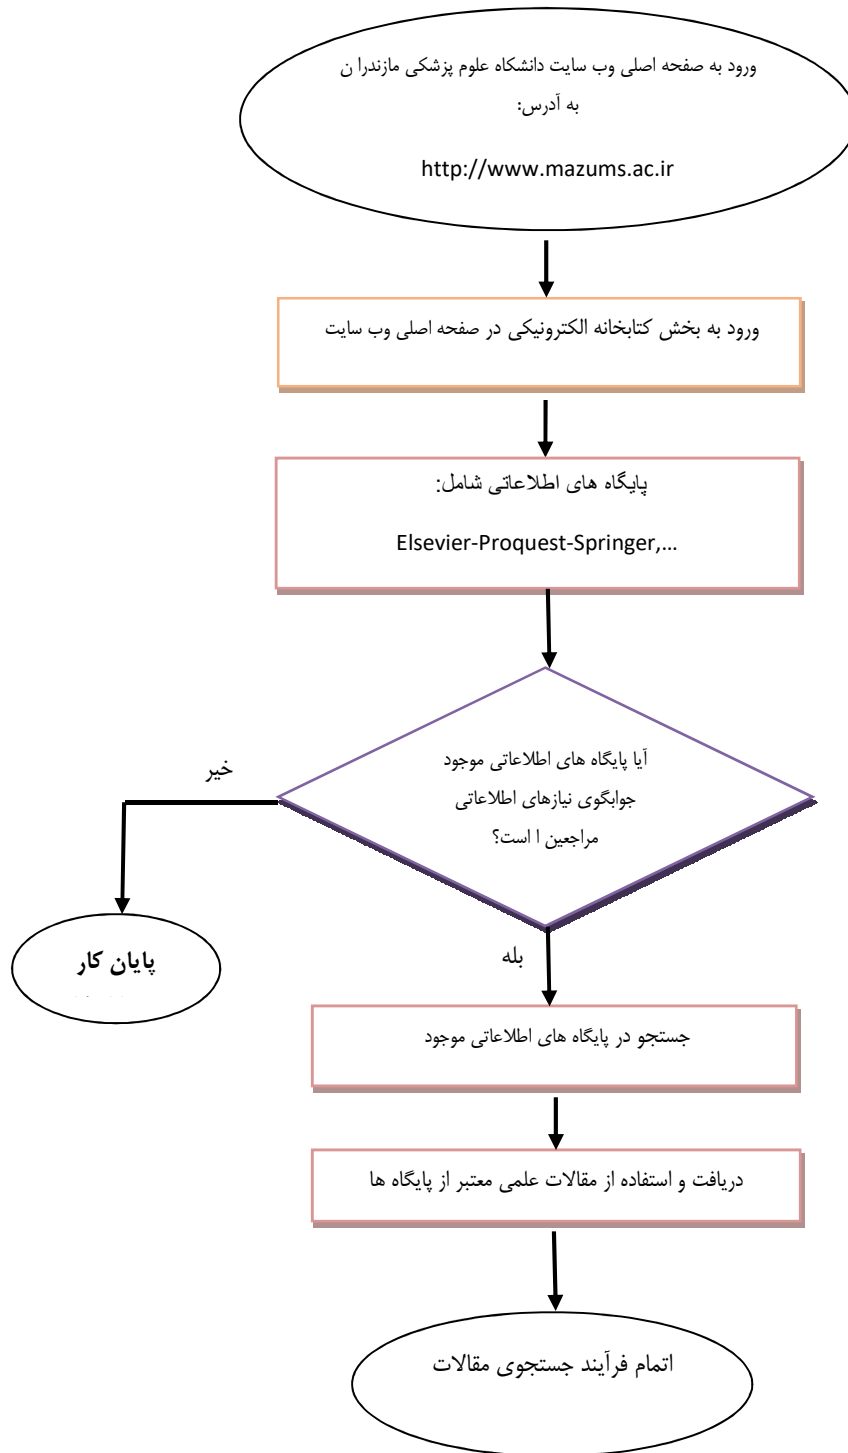 ورود به صفحه اصلی وب سایت دانشگاه علوم پزشکی مازندرا ن
به آدرس:
http://www.mazums.ac.ir
ورود به بخش کتابخانه الکترونیکی در صفحه اصلی وب سایت
پایگاه های اطلاعاتی شامل:
Elsevier-Proquest-Springer,...
آیا پایگاه های اطلاعاتی موجود
جوابگوی نیازهای اطلاعاتی
مراجعین ا است؟
خیر
پایان کار
بله
جستجو در پایگاه های اطلاعاتی موجود
دریافت و استفاده از مقالات علمی معتبر از پایگاه ها
اتمام فرآیند جستجوی مقالات